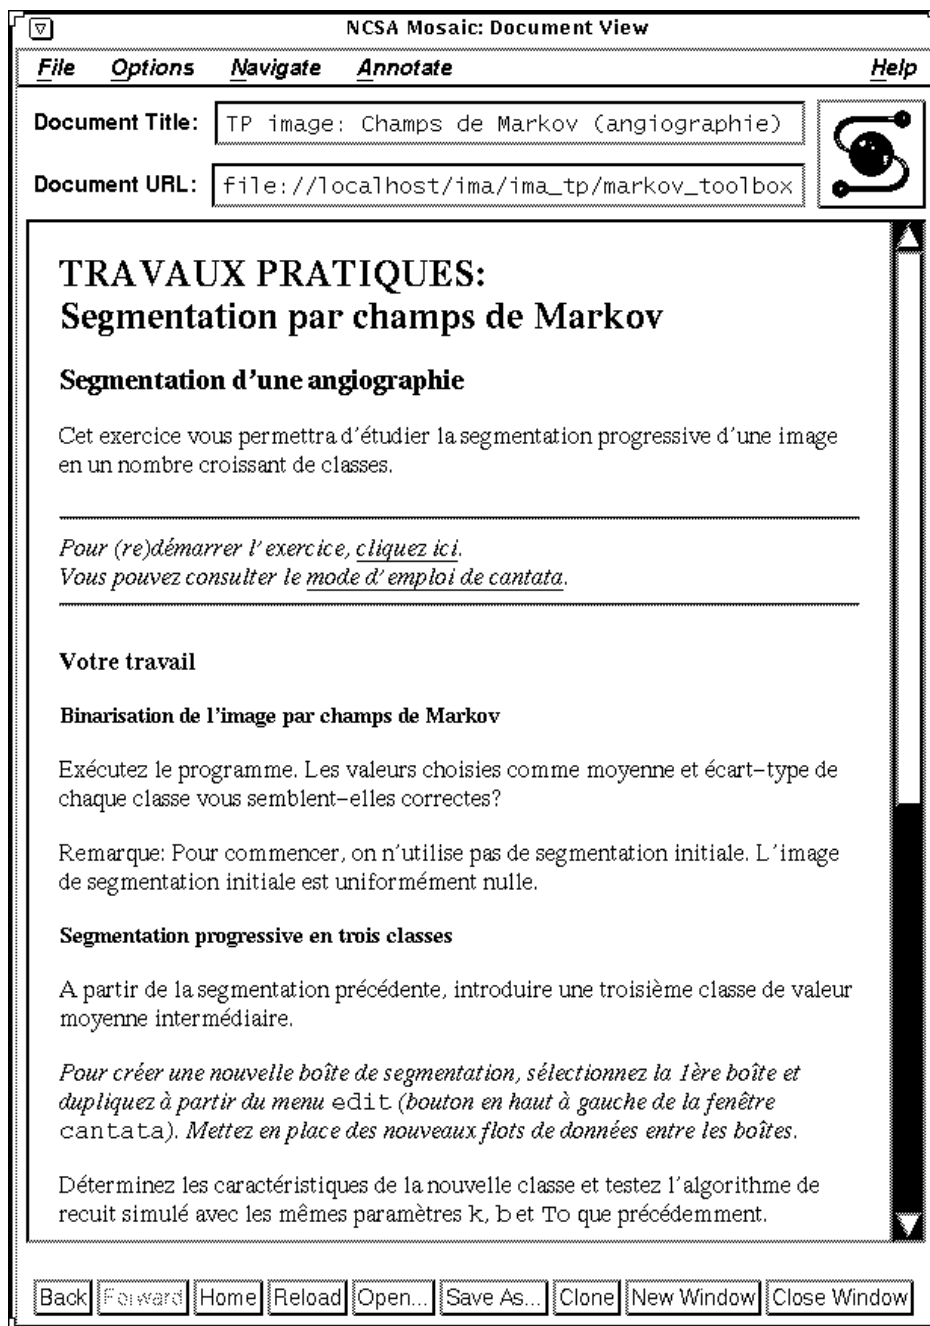 NCSA Mosaic: Document View
File Options Navigate Annotate Help
Document Title: TP image: Champs de Markov (angiographie)
Document URL: file://localhost/ima/ima_tp/markov_toolbox
TRAVAUX PRATIQUES:
Segmentation par champs de Markov
Segmentation d'une angiographie
Cet exercice vous permettra d'étudier la segmentation progressive d'une image
en un nombre croissant de classes.
Pour (re)démarrer l'exercice, cliquez ici.
Vous pouvez consulter le mode d'emploi de cantata.
Votre travail
Binarisation de l'image par champs de Markov
Exécutez le programme. Les valeurs choisies comme moyenne et écart-type de
chaque classe vous semblent-elles correctes?
Remarque: Pour commencer, on n'utilise pas de segmentation initiale. L'image
de segmentation initiale est uniformément nulle.
Segmentation progressive en trois classes
A partir de la segmentation précédente, introduire une troisième classe de valeur
moyenne intermédiaire.
Pour créer une nouvelle boîte de segmentation, sélectionnez la 1ère boîte et
dupliquez à partir du menu edit (bouton en haut à gauche de la fenêtre
cantata). Mettez en place des nouveaux flots de données entre les boîtes.
Déterminez les caractéristiques de la nouvelle classe et testez l'algorithme de
recuit simulé avec les mêmes paramètres k, b et To que précédemment.
Back Forward Home Reload Open... Save As... Clone New Window Close Window